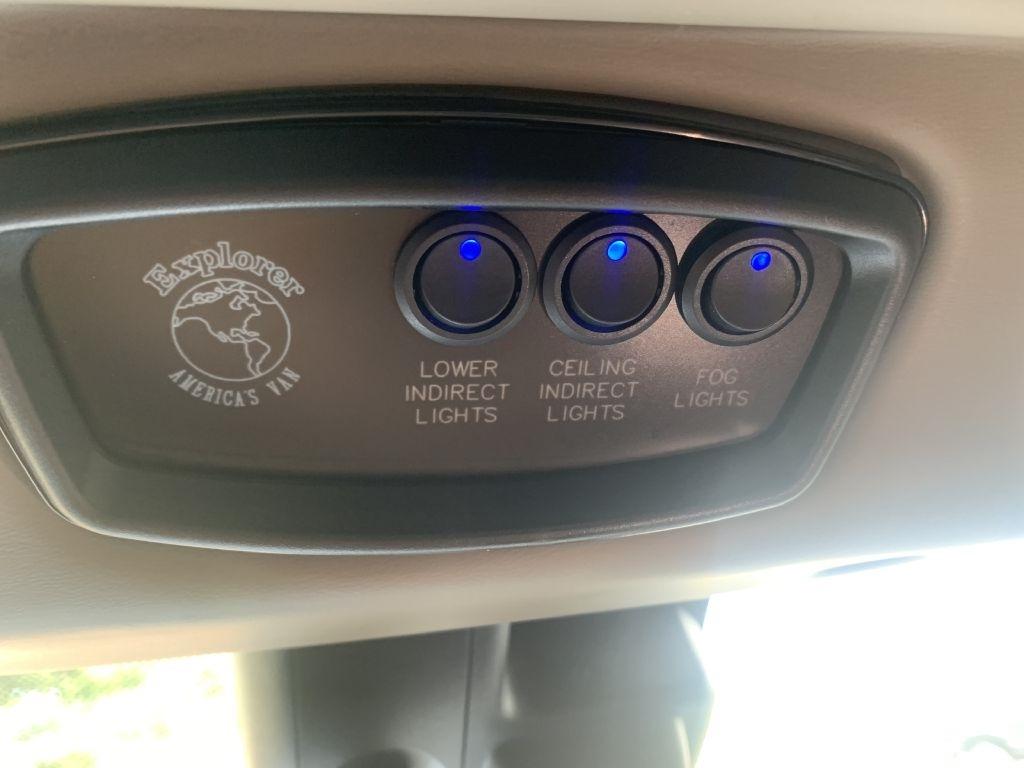 Explorer
AMERICA'S VAN
LOWER
INDIRECT
LIGHTS
CEILING
INDIRECT
LIGHTS
FOG
LIGHTS